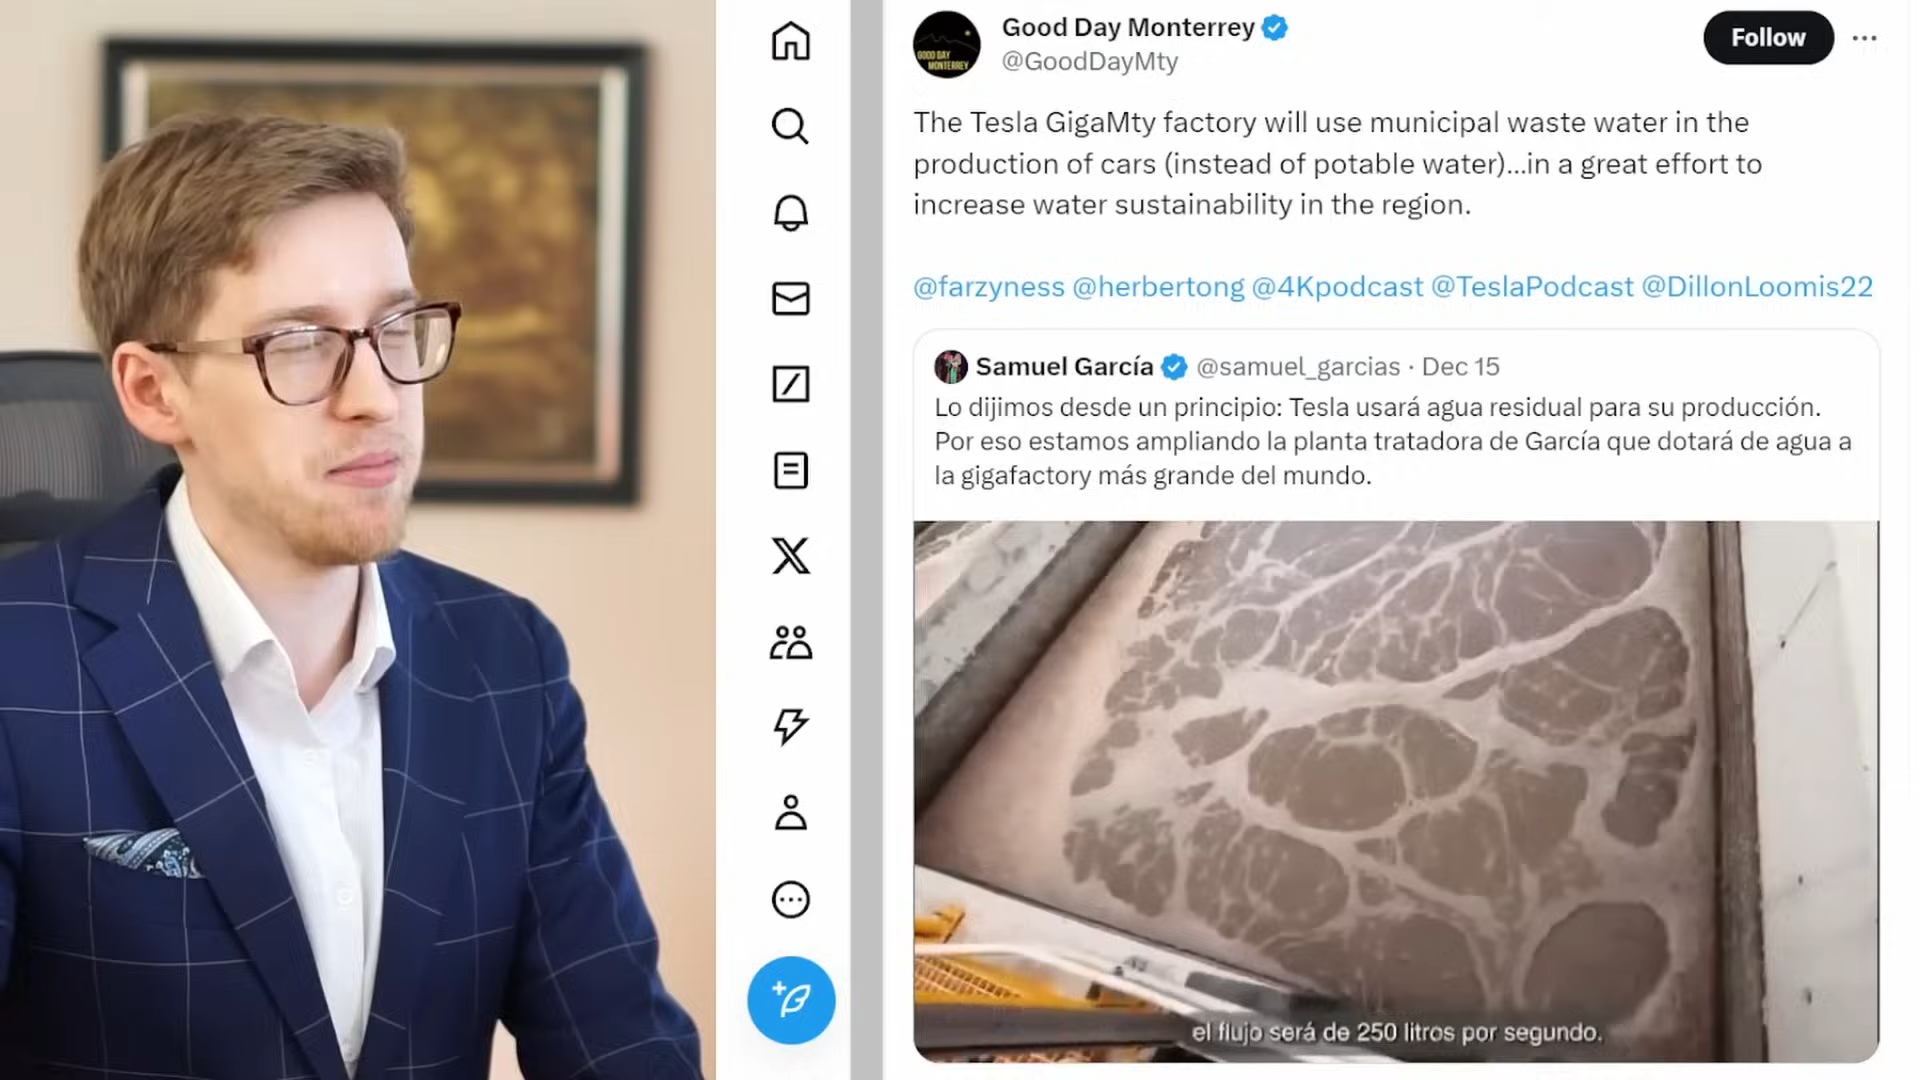 GOOD DAY
MONTERREY
Good Day Monterrey
@GoodDayMty
Follow
The Tesla GigaMty factory will use municipal waste water in the
production of cars (instead of potable water)...in a great effort to
increase water sustainability in the region.
@farzyness @herbertong @4Kpodcast @TeslaPodcast @DillonLoomis22
Samuel García @samuel_garcias · Dec 15
Lo dijimos desde un principio: Tesla usará agua residual para su producción.
Por eso estamos ampliando la planta tratadora de García que dotará de agua a
la gigafactory más grande del mundo.
el flujo será de 250 litros por segundo.